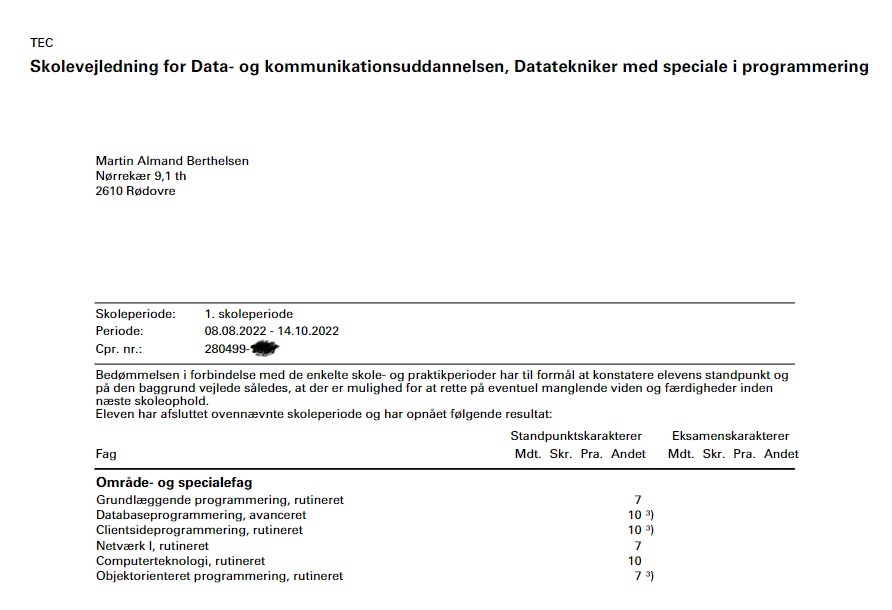 TEC
Skolevejledning for Data- og kommunikationsuddannelsen, Datatekniker med speciale i programmering
Martin Almand Berthelsen
Nørrekær 9,1 th
2610 Rødovre
Skoleperiode: 1. skoleperiode
Periode: 08.08.2022 - 14.10.2022
Cpr. nr.: 280499-
Bedømmelsen i forbindelse med de enkelte skole- og praktikperioder har til formål at konstatere elevens standpunkt og
på den baggrund vejlede således, at der er mulighed for at rette på eventuel manglende viden og færdigheder inden
næste skoleophold.
Eleven har afsluttet ovennævnte skoleperiode og har opnået følgende resultat:
Standpunktskarakterer Eksamenskarakterer
Fag Mdt. Skr. Pra. Andet Mdt. Skr. Pra. Andet
Område- og specialefag
Grundlæggende programmering, rutineret 7
Databaseprogrammering, avanceret 10 ³)
Clientsideprogrammering, rutineret 10 ³)
Netværk I, rutineret 7
Computerteknologi, rutineret 10
Objektorienteret programmering, rutineret 7 ³)